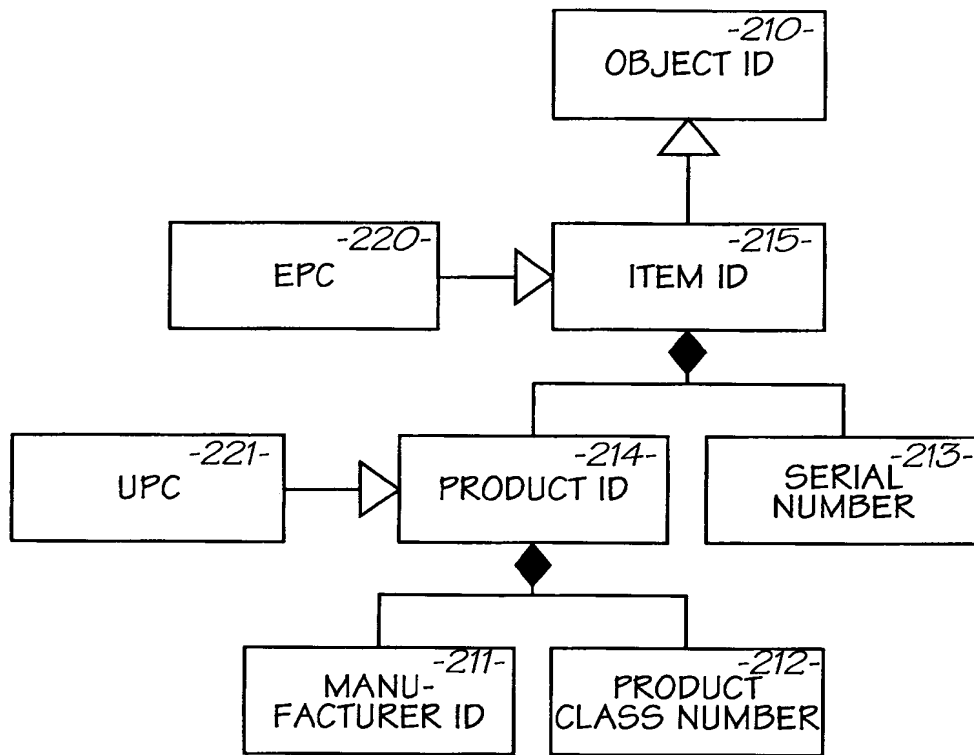 -210-
OBJECT ID
-220-
EPC
-215-
ITEM ID
-221-
UPC
-214-
PRODUCT ID
-213-
SERIAL
NUMBER
-211-
MANU-
FACTURER ID
-212-
PRODUCT
CLASS NUMBER